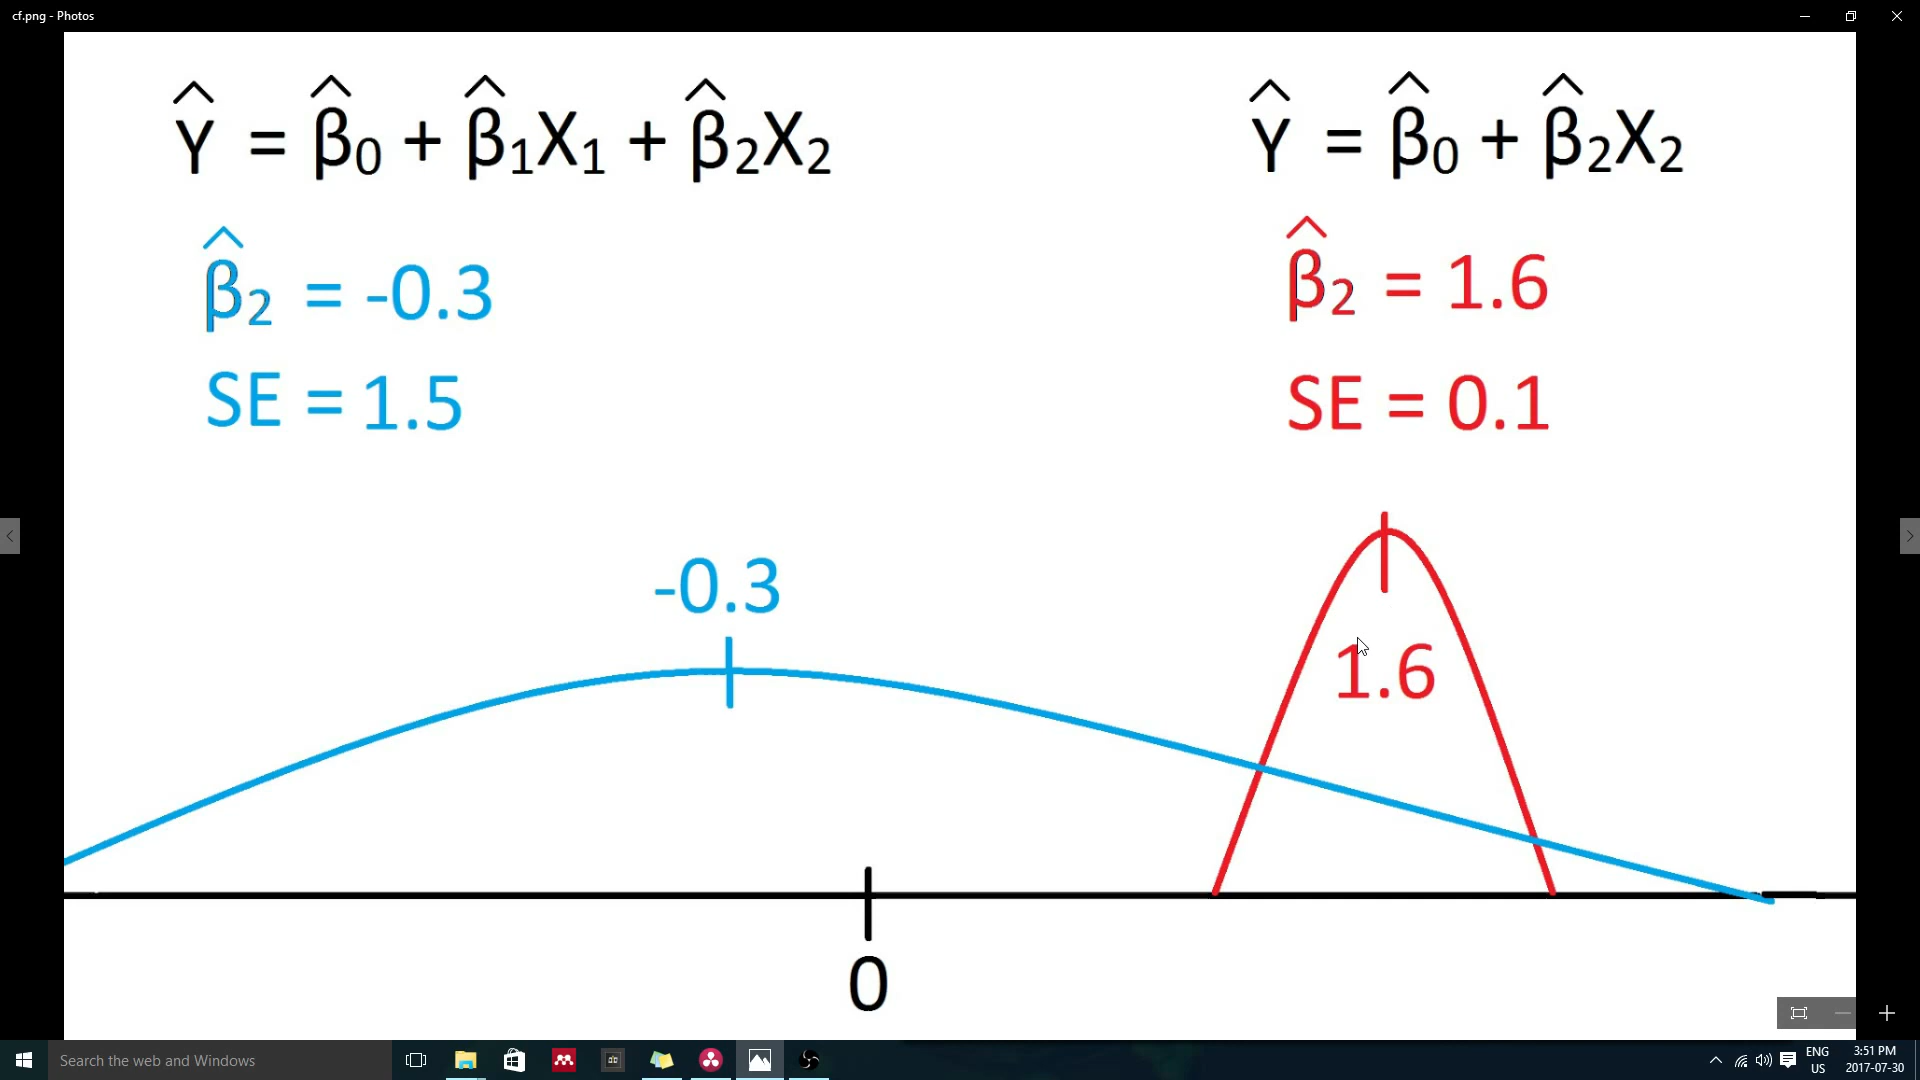 cf.png - Photos
Ŷ = β̂₀ + β̂₁X₁ + β̂₂X₂
Ŷ = β̂₀ + β̂₂X₂
β̂₂ = -0.3
SE = 1.5
β̂₂ = 1.6
SE = 0.1
-0.3
1.6
0
Search the web and Windows
ENG
US
3:51 PM
2017-07-30